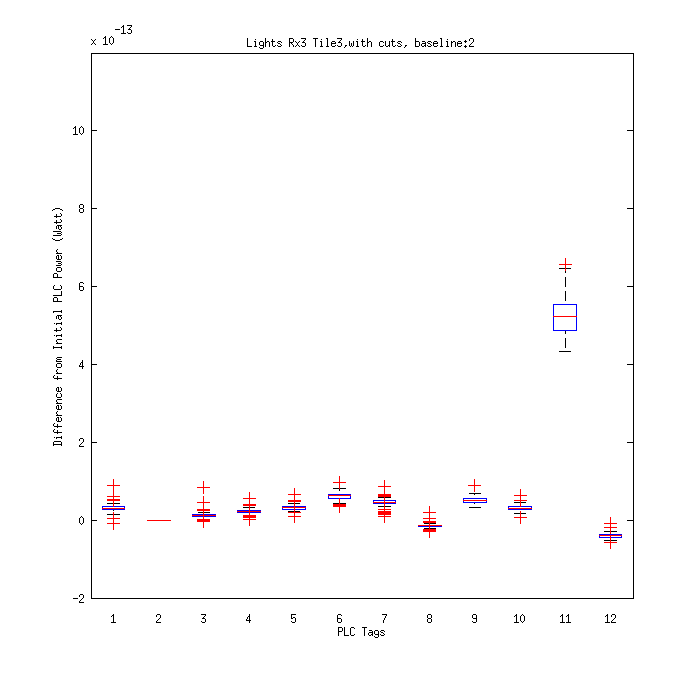 x 10-13
Lights Rx3 Tile3,with cuts, baseline:2
10
8
6
4
2
0
-2
Difference from Initial PLC Power (Watt)
1 2 3 4 5 6 7 8 9 10 11 12
PLC Tags